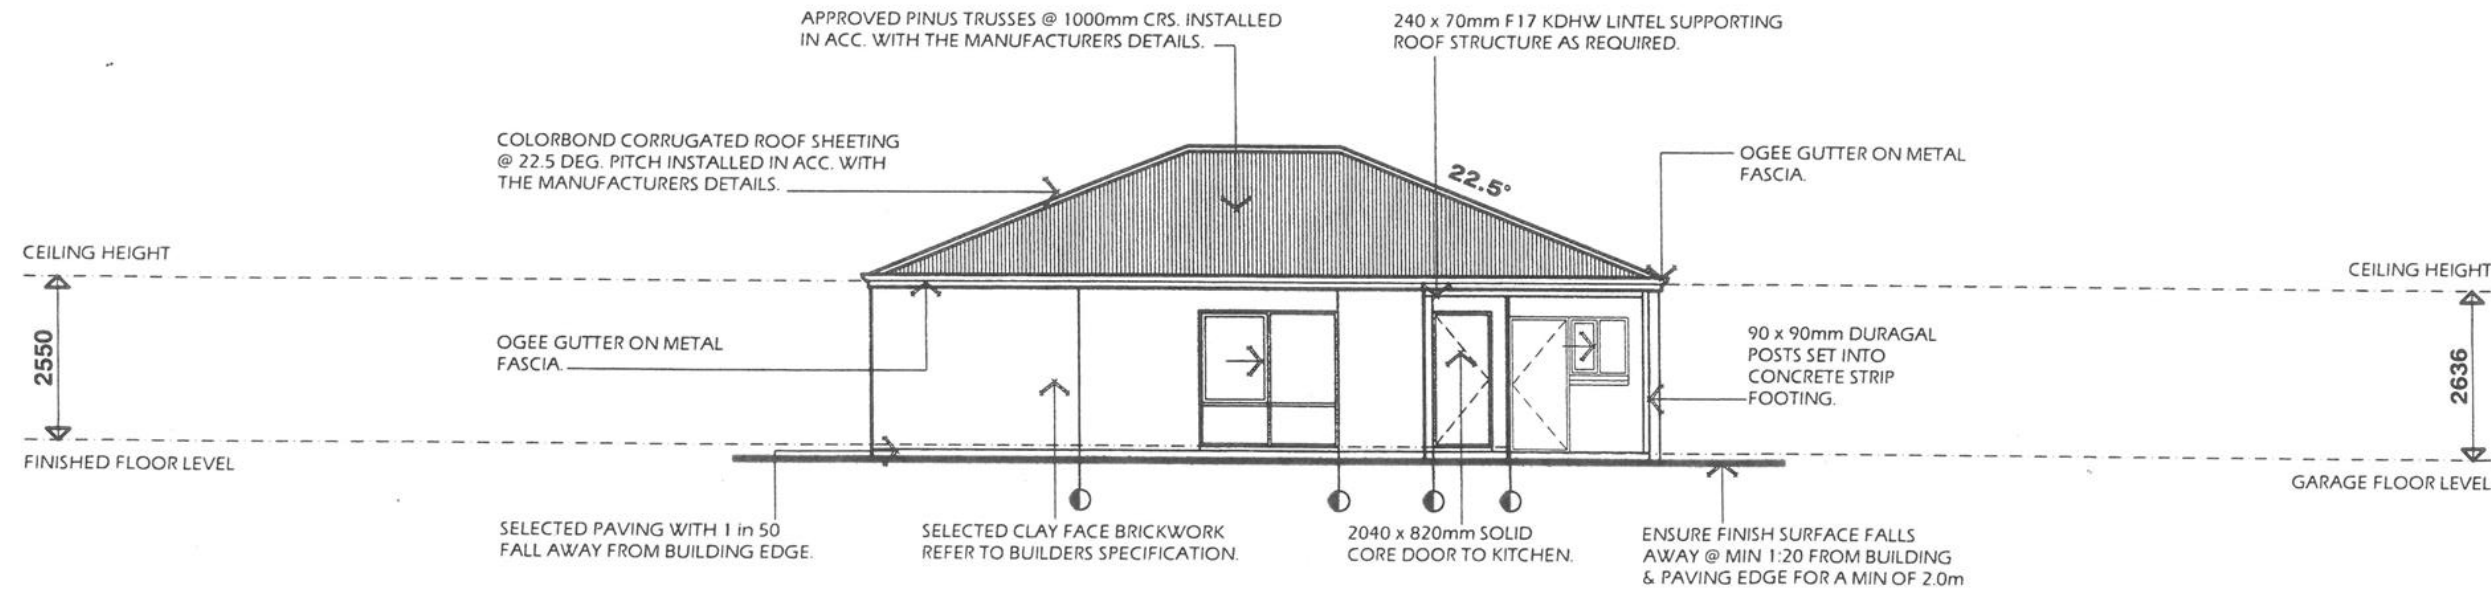 APPROVED PINUS TRUSSES @ 1000mm CRS. INSTALLED
IN ACC. WITH THE MANUFACTURERS DETAILS.
240 x 70mm F17 KDHW LINTEL SUPPORTING
ROOF STRUCTURE AS REQUIRED.
COLORBOND CORRUGATED ROOF SHEETING
@ 22.5 DEG. PITCH INSTALLED IN ACC. WITH
THE MANUFACTURERS DETAILS.
22.5°
OGEE GUTTER ON METAL
FASCIA.
CEILING HEIGHT
CEILING HEIGHT
2550
OGEE GUTTER ON METAL
FASCIA.
90 x 90mm DURAGAL
POSTS SET INTO
CONCRETE STRIP
FOOTING.
2636
FINISHED FLOOR LEVEL
GARAGE FLOOR LEVEL
SELECTED PAVING WITH 1 in 50
FALL AWAY FROM BUILDING EDGE.
SELECTED CLAY FACE BRICKWORK
REFER TO BUILDERS SPECIFICATION.
2040 x 820mm SOLID
CORE DOOR TO KITCHEN.
ENSURE FINISH SURFACE FALLS
AWAY @ MIN 1:20 FROM BUILDING
& PAVING EDGE FOR A MIN OF 2.0m